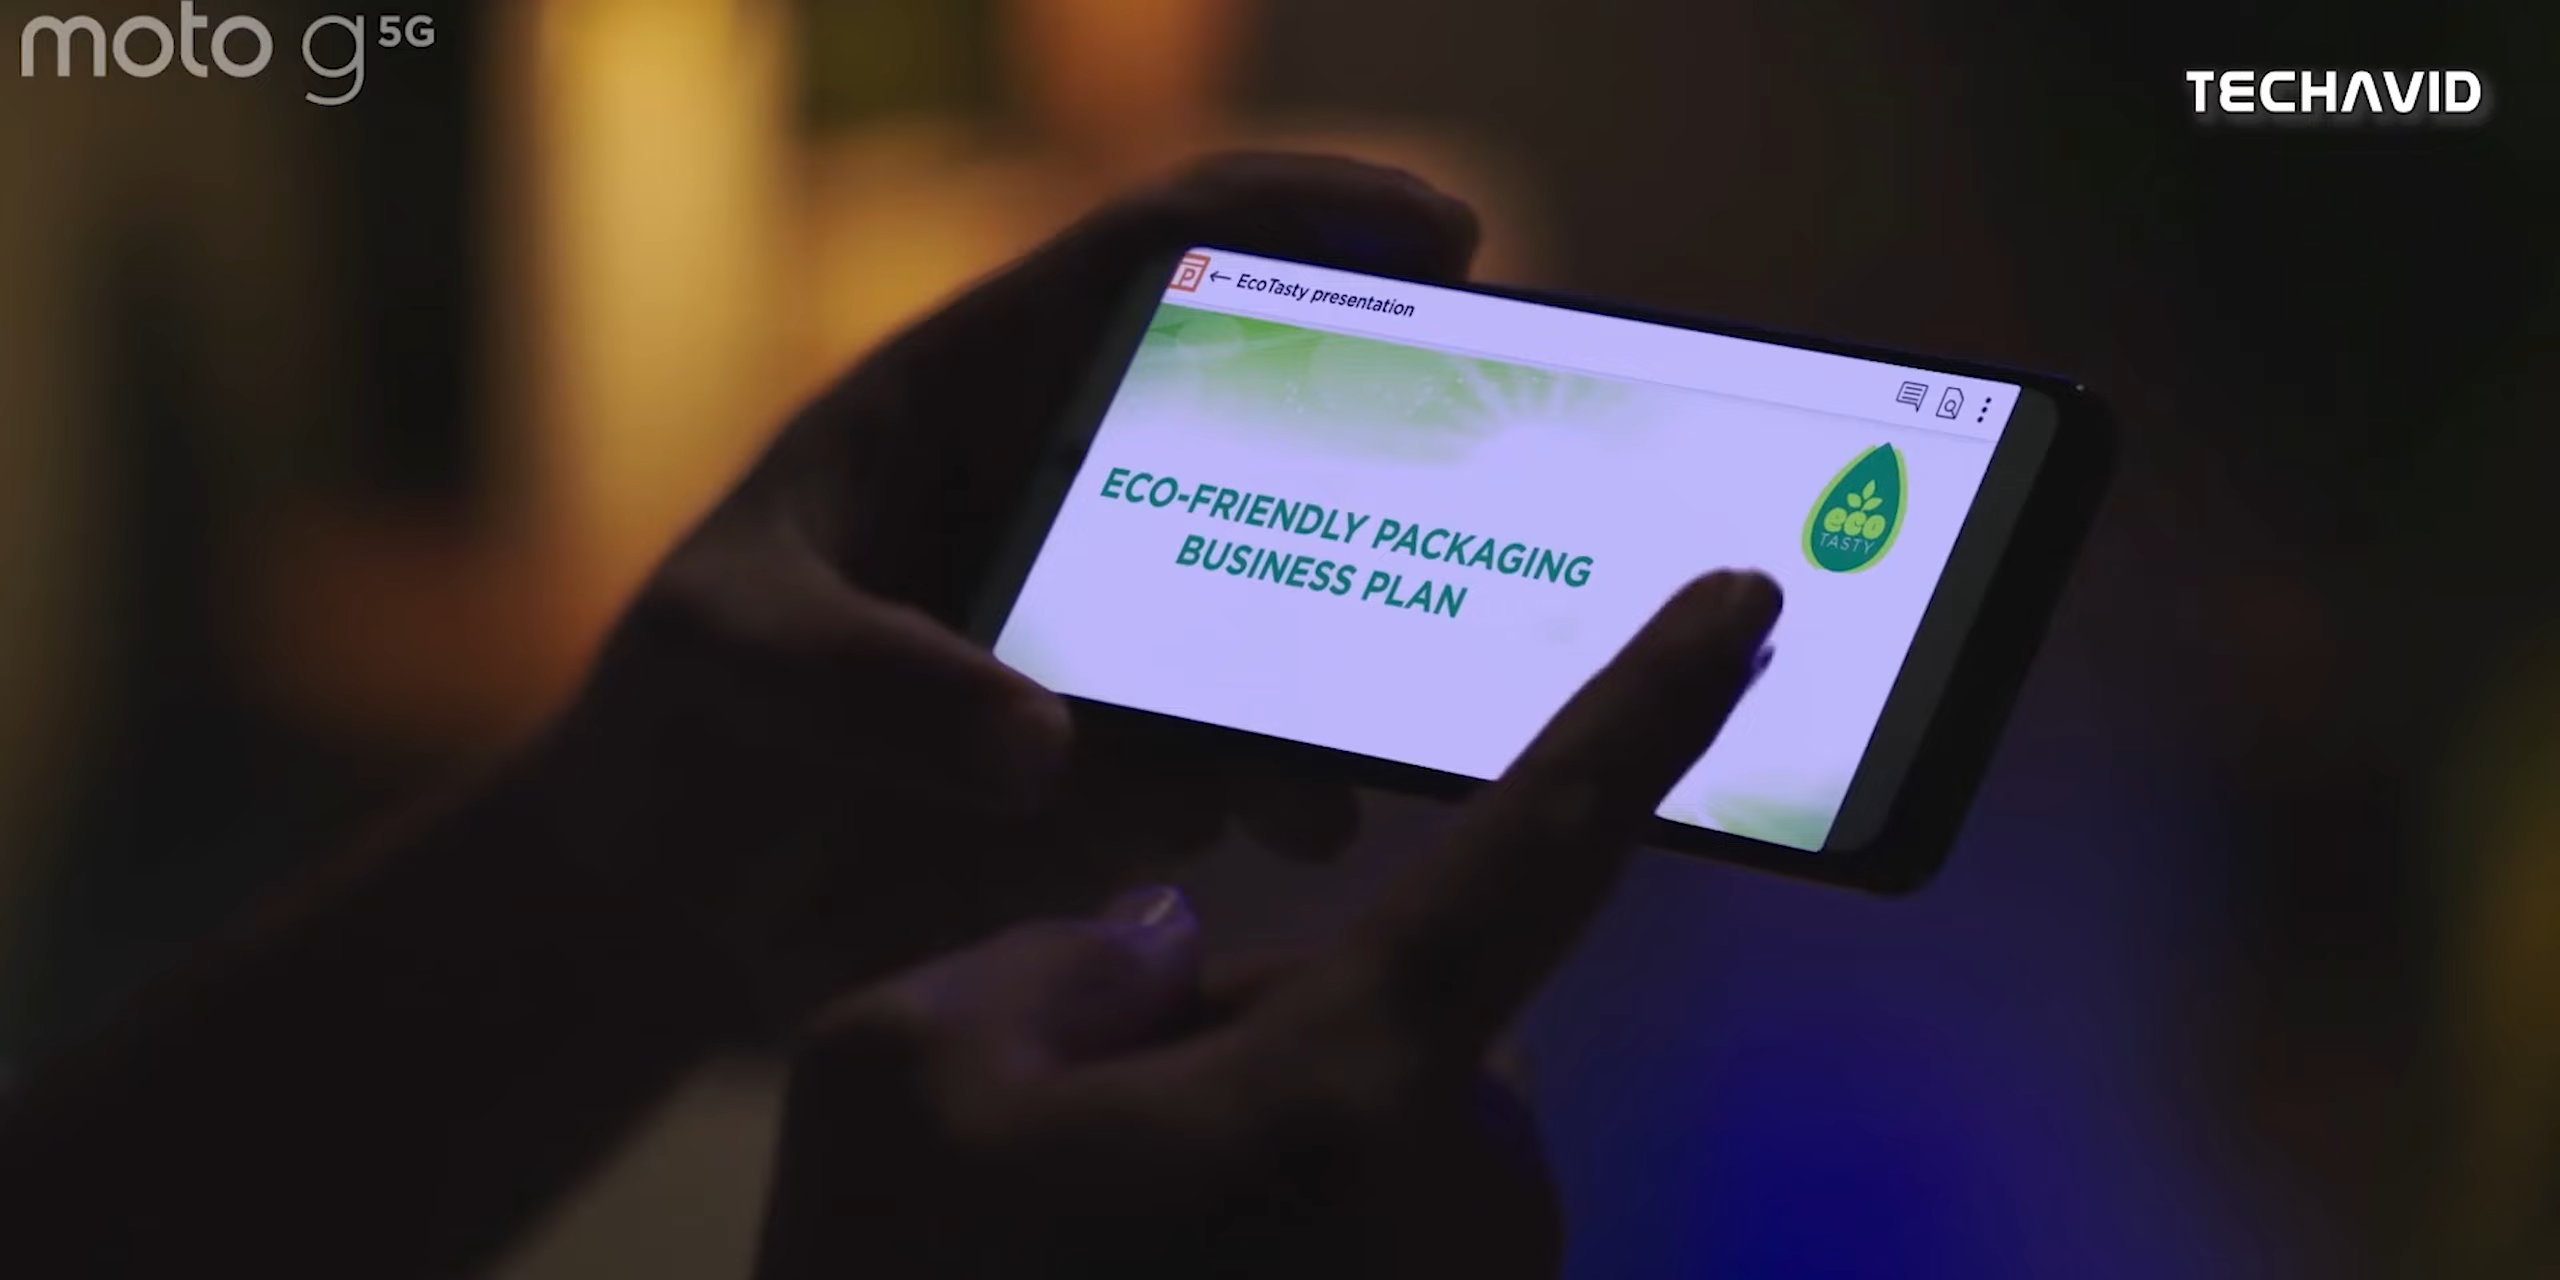 moto g 5G
TECHAVID
P
← EcoTasty presentation
ECO-FRIENDLY PACKAGING
BUSINESS PLAN
eco
TASTY